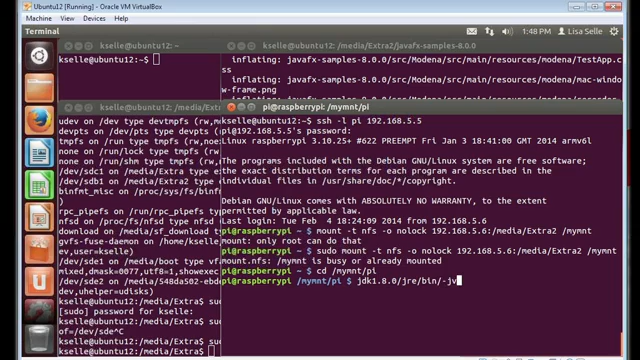 Ubuntu12 [Running] - Oracle VM VirtualBox
Machine View Devices Help
Terminal
1:48 PM
Lisa Selle
kselle@ubuntu12: ~
kselle@ubuntu12: /media/Extra2/javafx-samples-8.0.0
kselle@ubuntu12:~$
inflating: javafx-samples-8.0.0/src/Modena/src/main/resources/modena/TestApp.c
ss
inflating: javafx-samples-8.0.0/src/Modena/src/main/resources/modena/mac-windo
w-frame.png
kselle@ubuntu12: /media/Extra
pi@raspberrypi: /mymnt/pi
udev on /dev type devtmpfs (rw,
devpts on /dev/pts type devpts (
tmpfs on /run type tmpfs (rw,no
none on /run/lock type tmpfs (rw
none on /run/shm type tmpfs (rw,
/dev/sdc1 on /media/Extra1 type
/dev/sdb1 on /media/Extra2 type
binfmt_misc on /proc/sys/fs/binf
)
rpc_pipefs on /run/rpc_pipefs ty
nfsd on /proc/fs/nfsd type nfsd
download on /media/sf_download t
gvfs-fuse-daemon on /home/kselle
ev,user=kselle)
/dev/sdd1 on /media/boot type vf
mixed,dmask=0077,utf8,showexec
/dev/sde2 on /media/548da502-ebd
dev,uhelper=udisks)
kselle@ubuntu12:/media/Extra$ su
[sudo] password for kselle:
kselle@ubuntu12:/media/Extra$ su
of=/dev/sde^C
kselle@ubuntu12:/media/Extra$ su
kselle@ubuntu12:/media/Extra$
kselle@ubuntu12:~$ ssh -l pi 192.168.5.5
pi@192.168.5.5's password:
Linux raspberrypi 3.10.25+ #622 PREEMPT Fri Jan 3 18:41:00 GMT 2014 armv6l
The programs included with the Debian GNU/Linux system are free software;
the exact distribution terms for each program are described in the
individual files in /usr/share/doc/*/copyright.
Debian GNU/Linux comes with ABSOLUTELY NO WARRANTY, to the extent
permitted by applicable law.
Last login: Tue Feb 4 18:24:09 2014 from 192.168.5.6
pi@raspberrypi ~ $ mount -t nfs -o nolock 192.168.5.6:/media/Extra2 /mymnt
mount: only root can do that
pi@raspberrypi ~ $ sudo mount -t nfs -o nolock 192.168.5.6:/media/Extra2 /mymnt
mount.nfs: /mymnt is busy or already mounted
pi@raspberrypi ~ $ cd /mymnt/pi
pi@raspberrypi /mymnt/pi $ jdk1.8.0/jre/bin/-jv